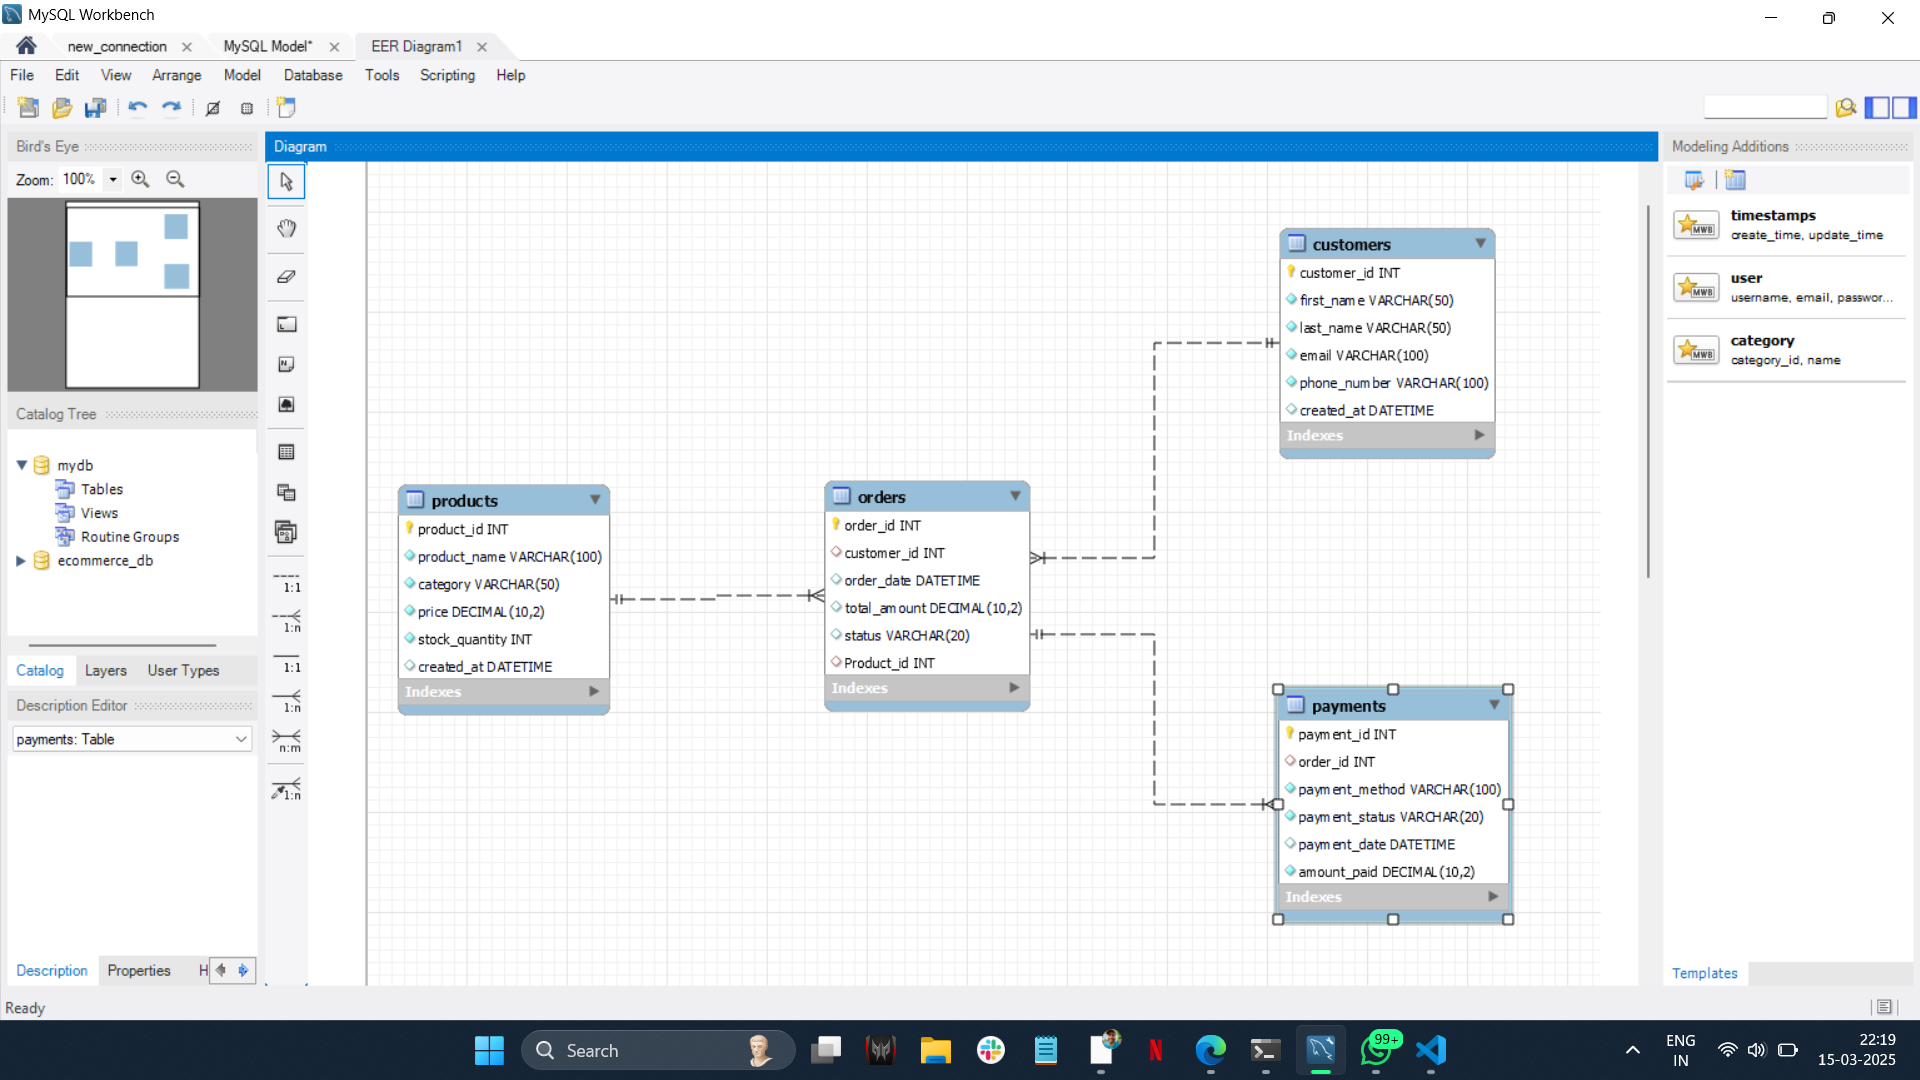 MySQL Workbench
new_connection
MySQL Model*
EER Diagram1
File Edit View Arrange Model Database Tools Scripting Help
Bird's Eye
Zoom: 100%
Catalog Tree
mydb
Tables
Views
Routine Groups
ecommerce_db
Catalog Layers User Types
Description Editor
payments: Table
Description Properties H
Ready
Diagram
1:1
1:n
1:1
1:n
n:m
1:n
products
product_id INT
product_name VARCHAR(100)
category VARCHAR(50)
price DECIMAL(10,2)
stock_quantity INT
created_at DATETIME
Indexes
orders
order_id INT
customer_id INT
order_date DATETIME
total_amount DECIMAL(10,2)
status VARCHAR(20)
Product_id INT
Indexes
customers
customer_id INT
first_name VARCHAR(50)
last_name VARCHAR(50)
email VARCHAR(100)
phone_number VARCHAR(100)
created_at DATETIME
Indexes
payments
payment_id INT
order_id INT
payment_method VARCHAR(100)
payment_status VARCHAR(20)
payment_date DATETIME
amount_paid DECIMAL(10,2)
Indexes
Modeling Additions
MWB
timestamps
create_time, update_time
MWB
user
username, email, passwor...
MWB
category
category_id, name
Templates
Search
N
99+
ENG
IN
22:19
15-03-2025